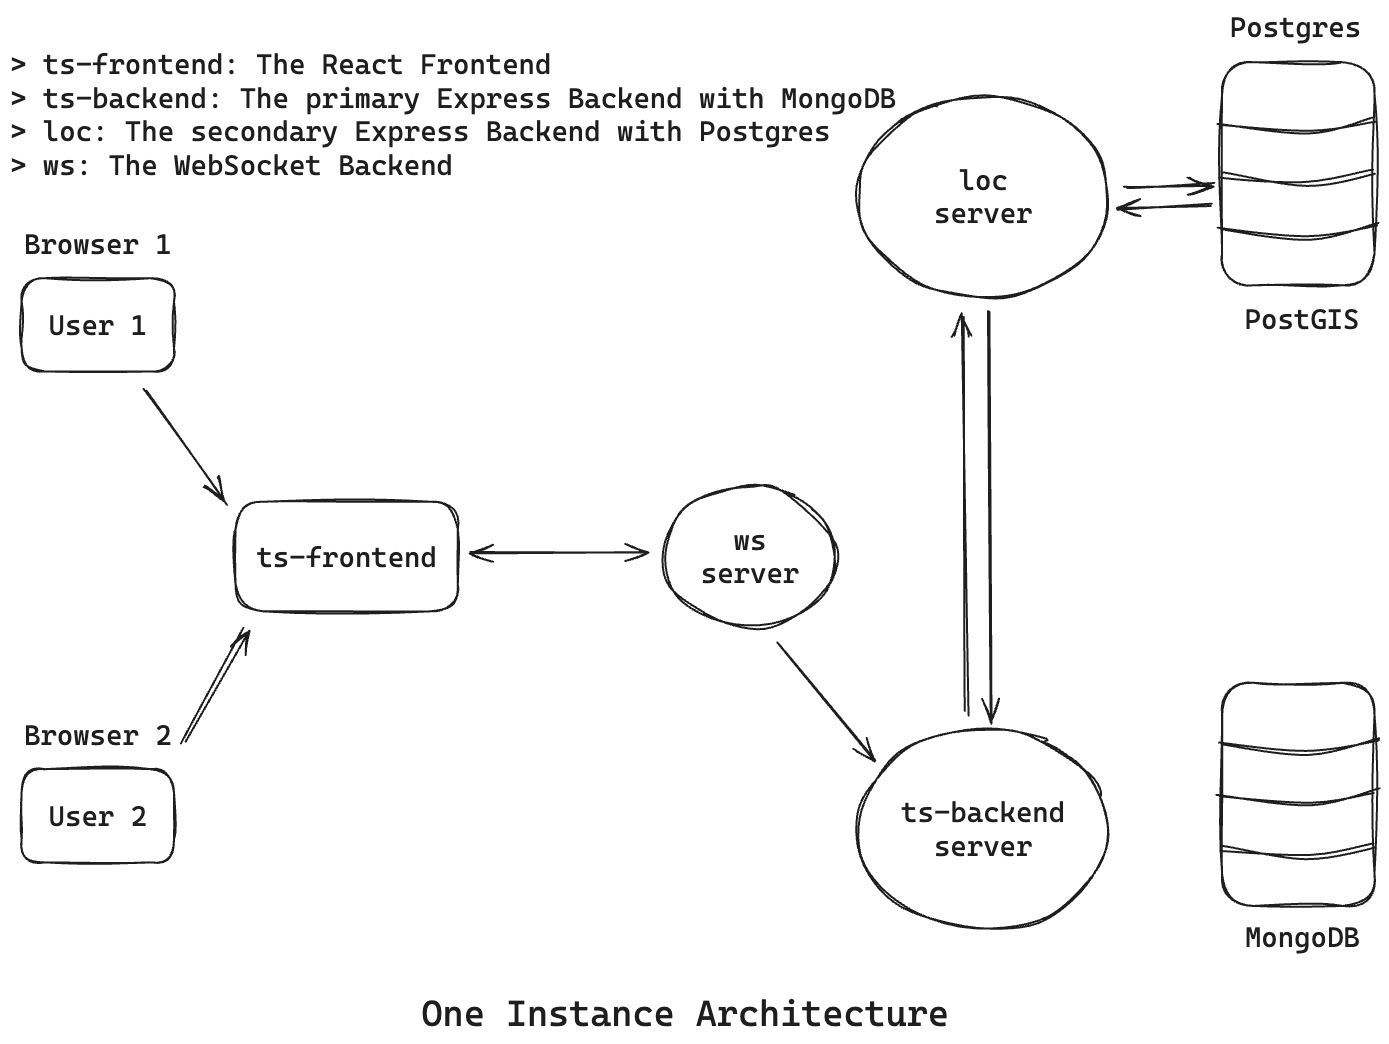 Postgres
> ts-frontend: The React Frontend
> ts-backend: The primary Express Backend with MongoDB
> loc: The secondary Express Backend with Postgres
> ws: The WebSocket Backend
loc
server
Browser 1
User 1
PostGIS
ts-frontend
ws
server
Browser 2
User 2
ts-backend
server
MongoDB
One Instance Architecture